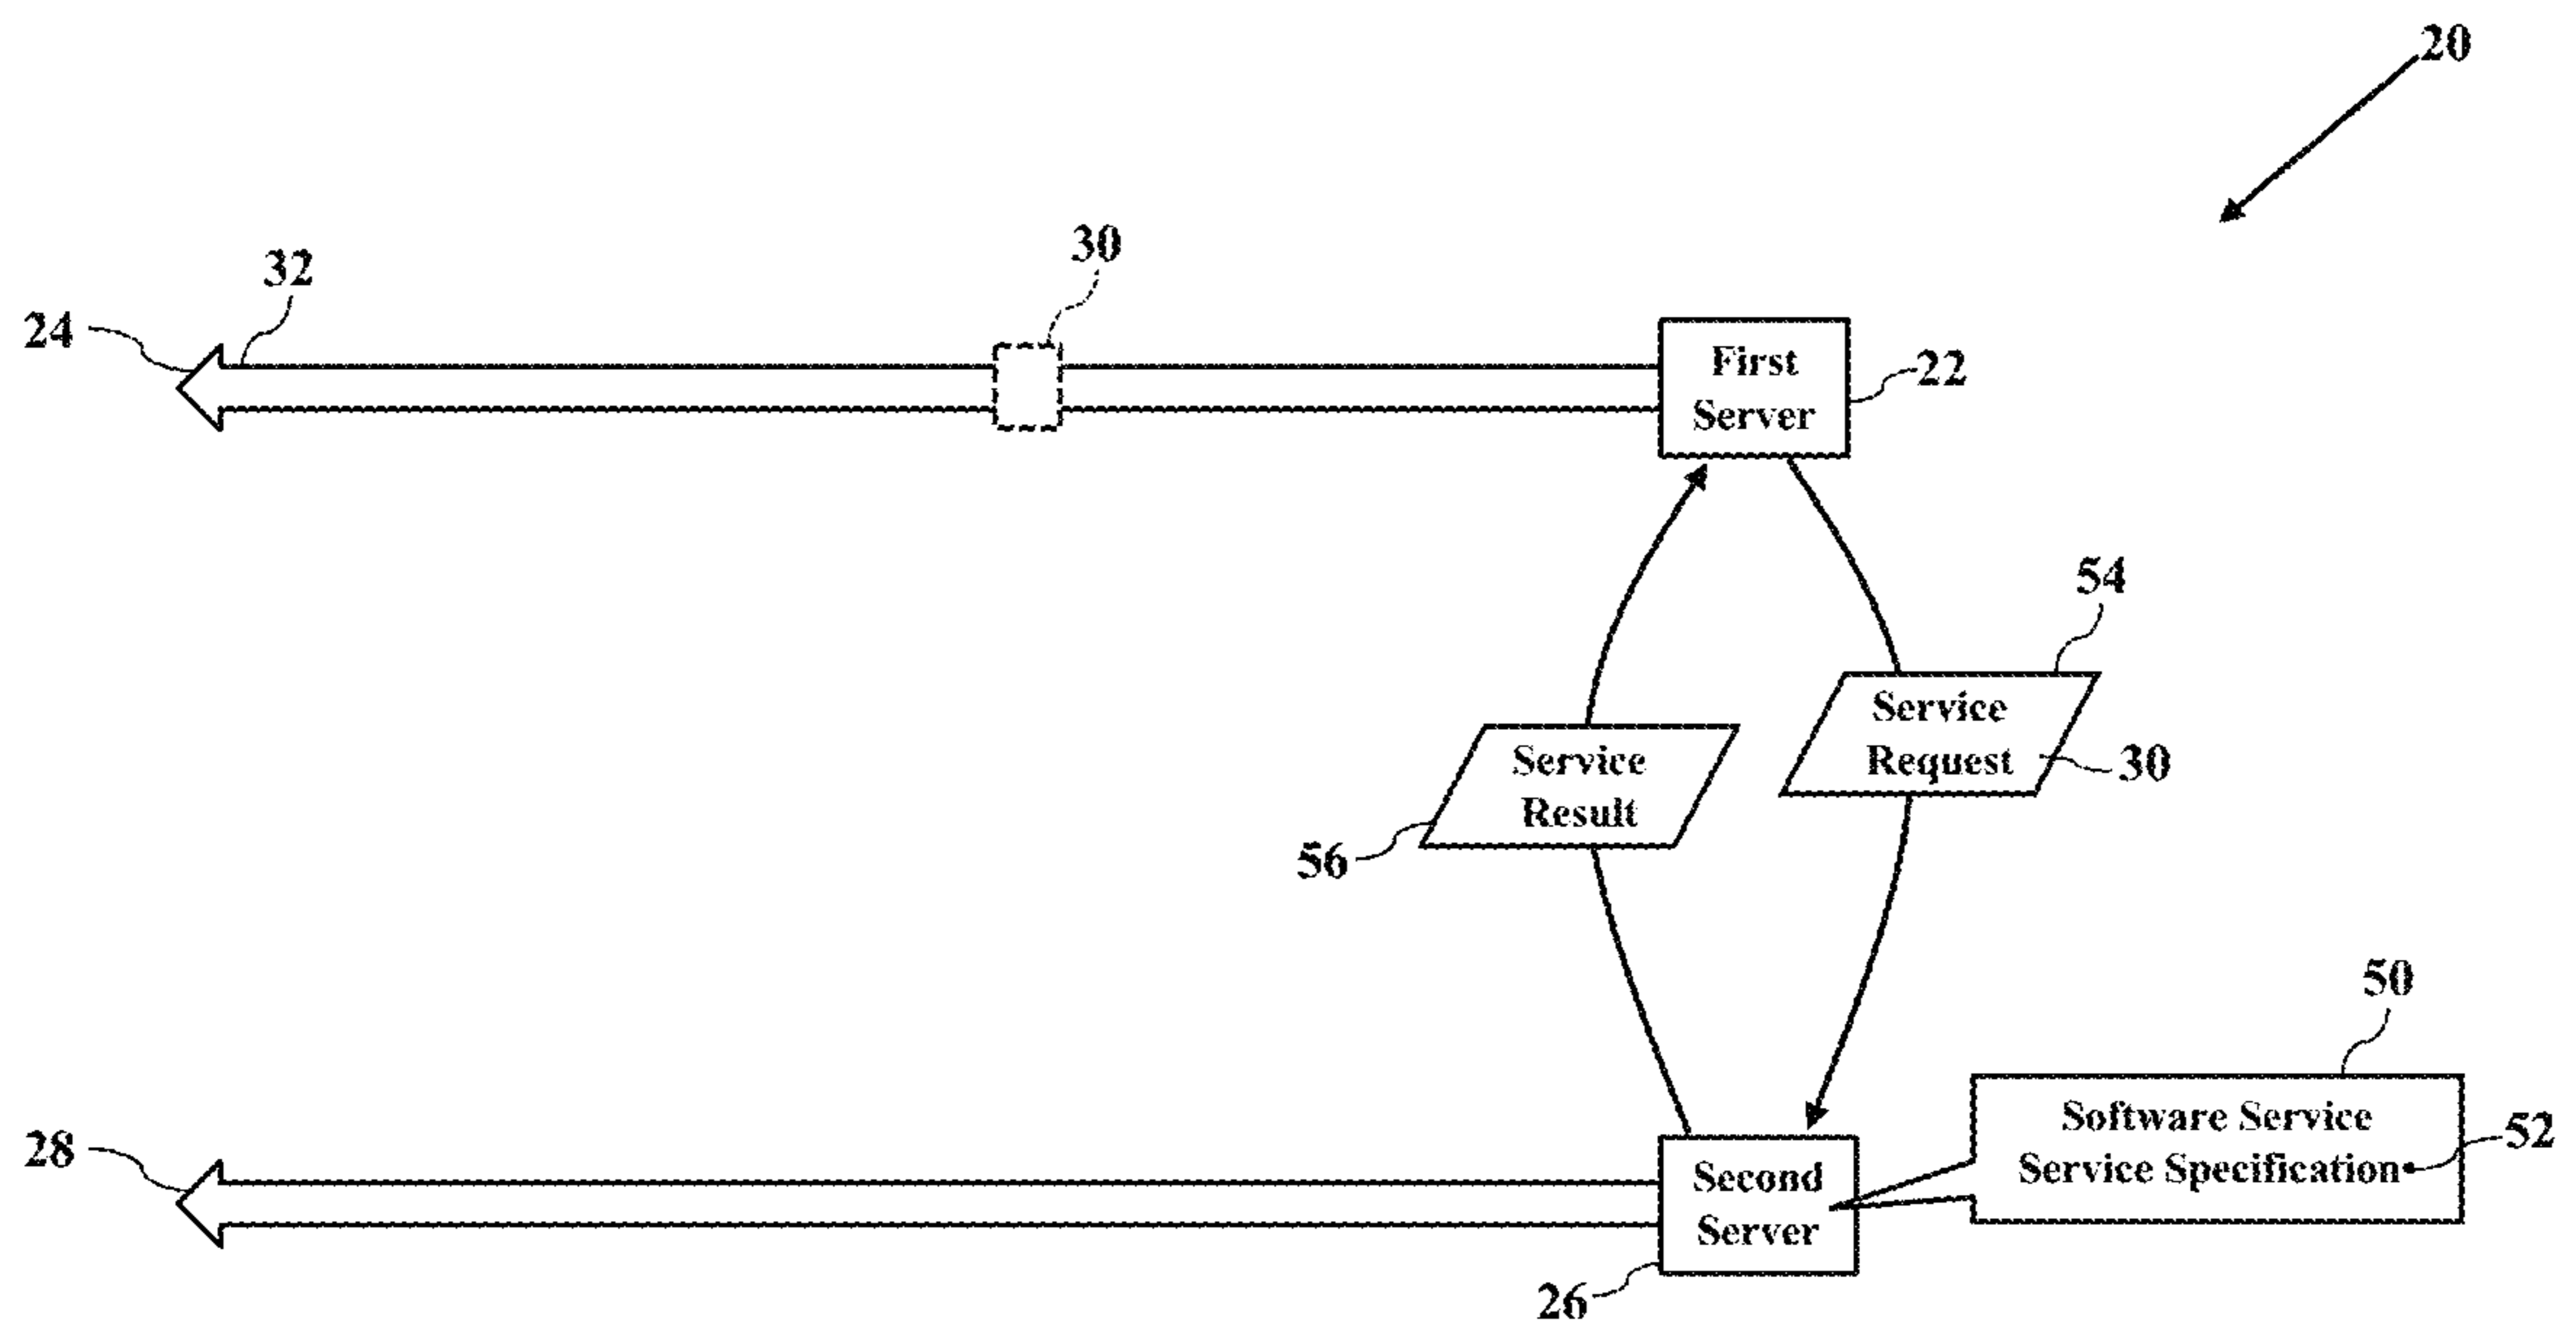 20
30
32
24
First
Server
22
54
Service
Request
30
Service
Result
56
50
Software Service
Service Specification
52
28
Second
Server
26